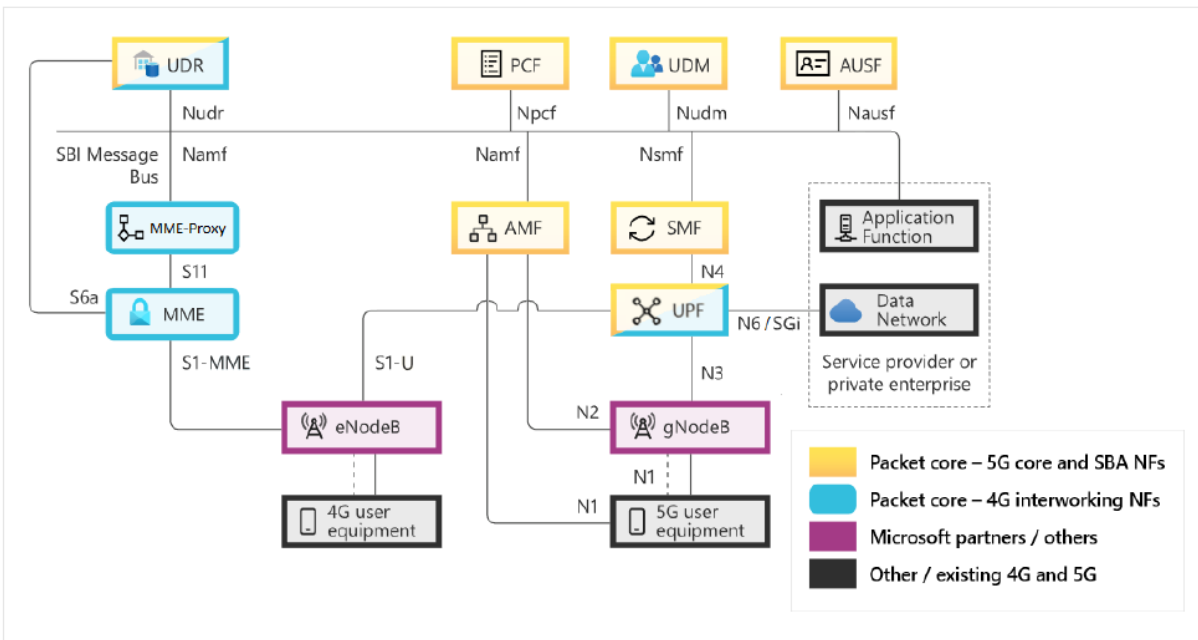 UDR
PCF
UDM
AUSF
Nudr
Npcf
Nudm
Nausf
SBI Message
Bus
Namf
Namf
Nsmf
MME-Proxy
AMF
SMF
Application
Function
S11
N4
S6a
MME
UPF
N6/SGi
Data
Network
S1-MME
S1-U
N3
Service provider or
private enterprise
eNodeB
N2
gNodeB
N1
4G user
equipment
N1
5G user
equipment
Packet core – 5G core and SBA NFs
Packet core – 4G interworking NFs
Microsoft partners / others
Other / existing 4G and 5G